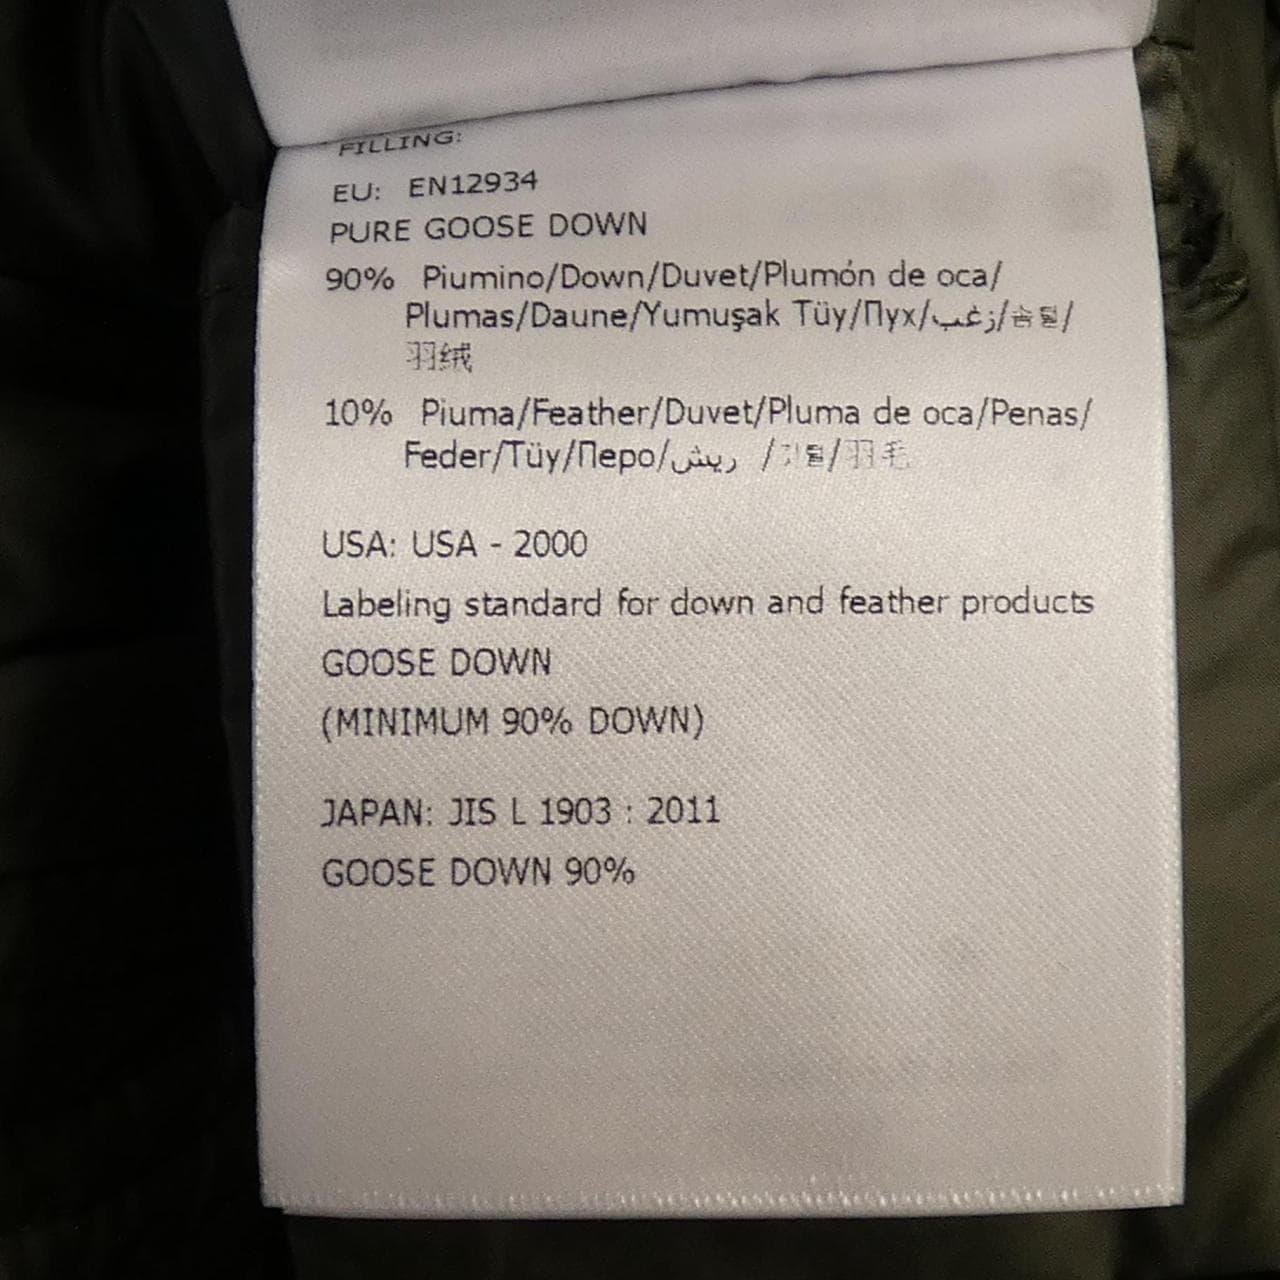 FILLING:
EU: EN12934
PURE GOOSE DOWN
90% Piumino/Down/Duvet/Plumón de oca/
Plumas/Daune/Yumuşak Tüy/Пух/زغب/솜털/
羽绒
10% Piuma/Feather/Duvet/Pluma de oca/Penas/
Feder/Tüy/Перо/ريش /깃털/羽毛
USA: USA - 2000
Labeling standard for down and feather products
GOOSE DOWN
(MINIMUM 90% DOWN)
JAPAN: JIS L 1903 : 2011
GOOSE DOWN 90%